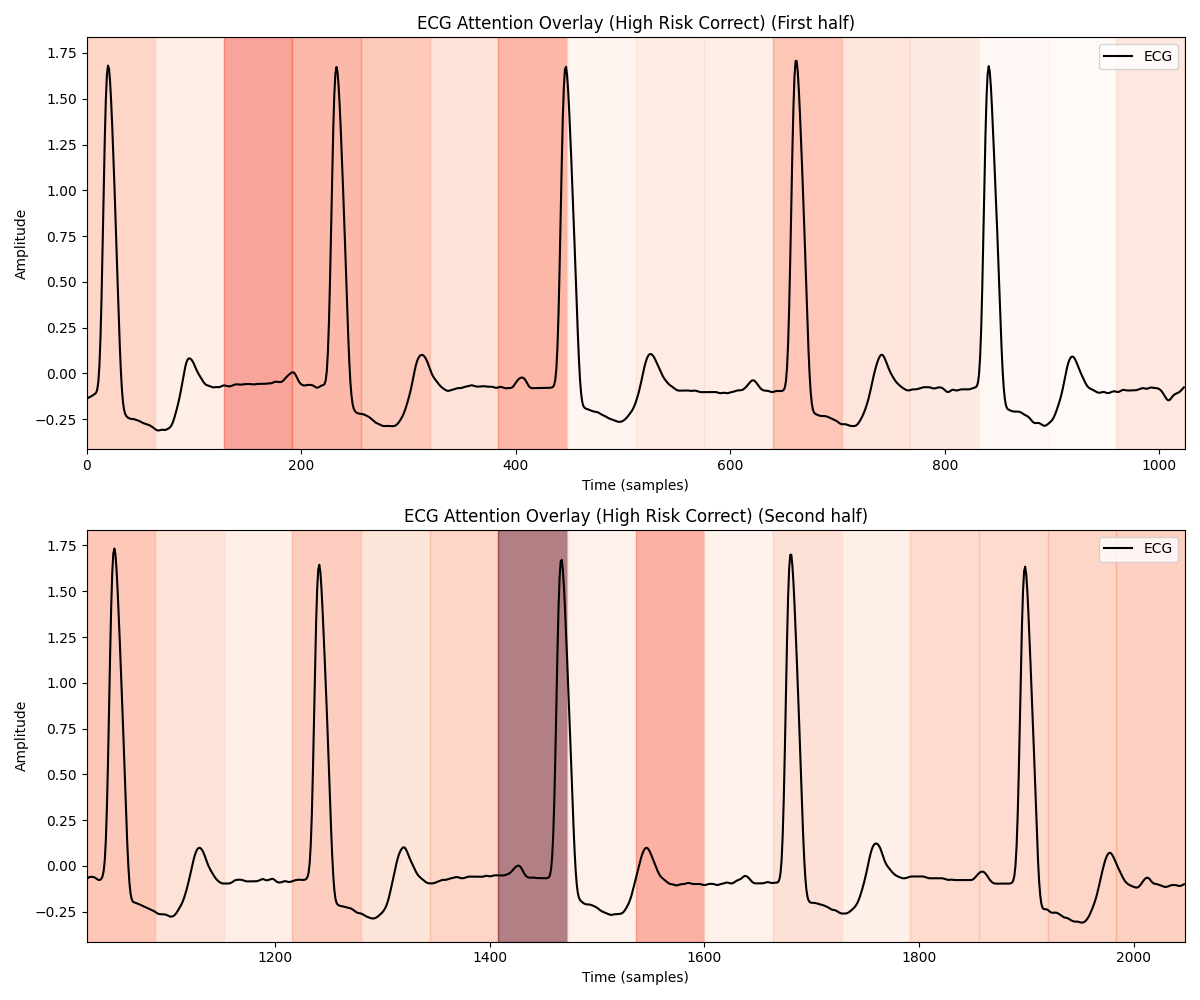 ECG Attention Overlay (High Risk Correct) (First half)
ECG
Amplitude
1.75
1.50
1.25
1.00
0.75
0.50
0.25
0.00
−0.25
0 200 400 600 800 1000
Time (samples)
ECG Attention Overlay (High Risk Correct) (Second half)
ECG
Amplitude
1.75
1.50
1.25
1.00
0.75
0.50
0.25
0.00
−0.25
1200 1400 1600 1800 2000
Time (samples)